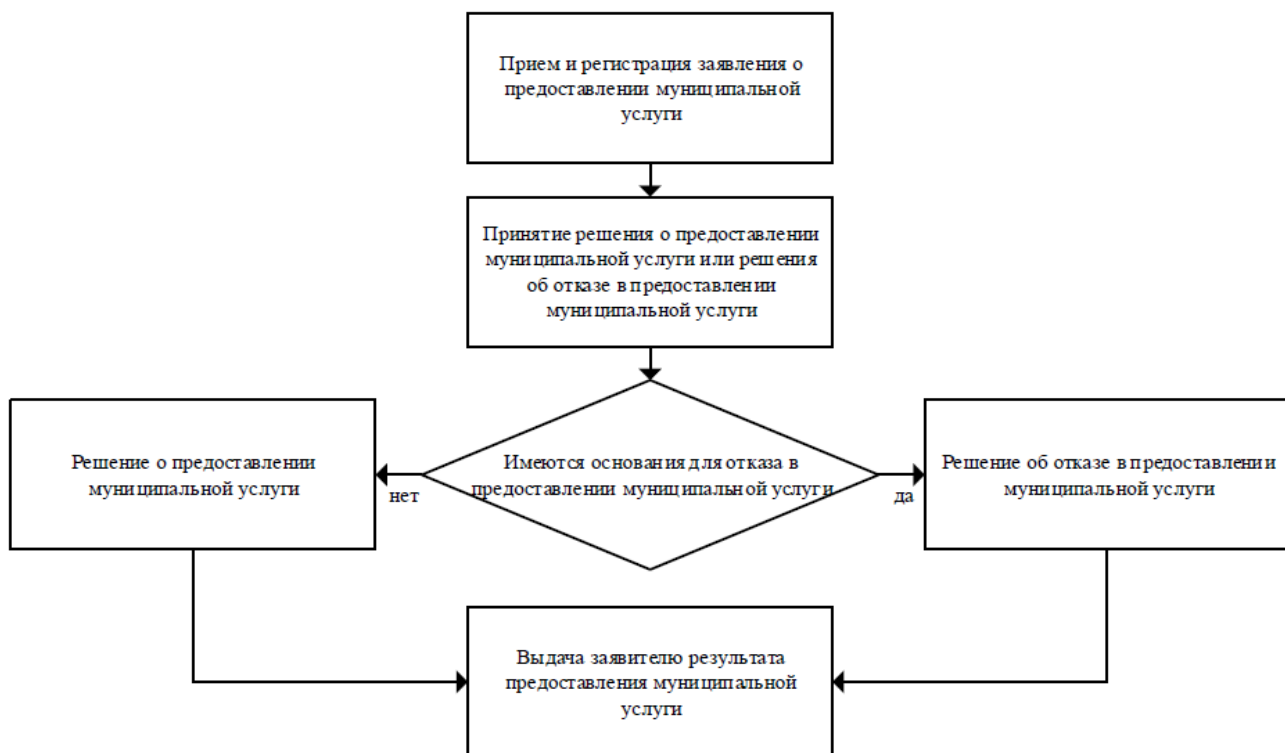 Прием и регистрация заявления о
предоставлении муниципальной
услуги
Принятие решения о предоставлении
муниципальной услуги или решения
об отказе в предоставлении
муниципальной услуги
Решение о предоставлении
муниципальной услуги
нет
Имеются основания для отказа в
предоставлении муниципальной услуги
да
Решение об отказе в предоставлении
муниципальной услуги
Выдача заявителю результата
предоставления муниципальной
услуги